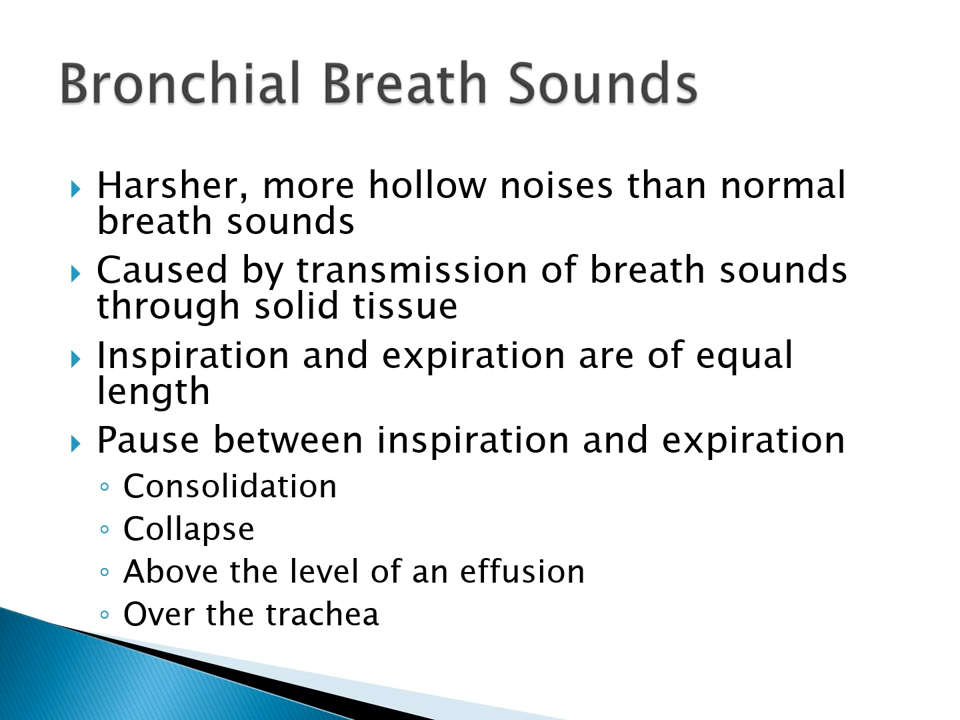 Bronchial Breath Sounds
Harsher, more hollow noises than normal
breath sounds
Caused by transmission of breath sounds
through solid tissue
Inspiration and expiration are of equal
length
Pause between inspiration and expiration
Consolidation
Collapse
Above the level of an effusion
Over the trachea